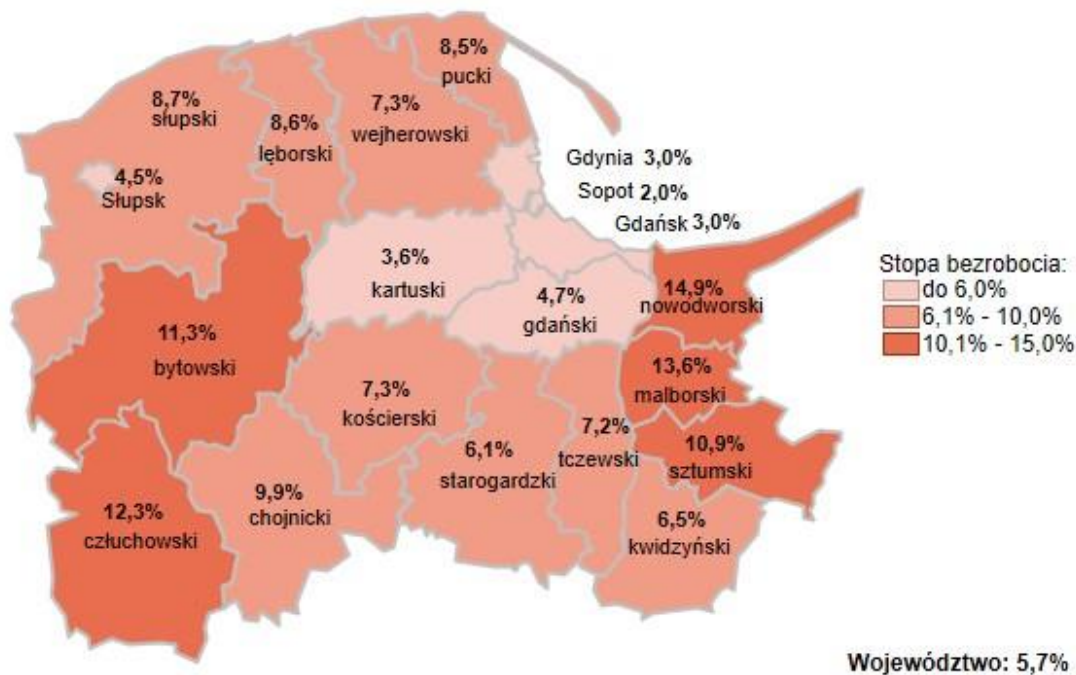 8,5%
pucki
8,7%
słupski
7,3%
wejherowski
8,6%
lęborski
Gdynia 3,0%
Sopot 2,0%
Gdańsk 3,0%
4,5%
Słupsk
3,6%
kartuski
4,7%
gdański
14,9%
nowodworski
11,3%
bytowski
13,6%
malborski
7,3%
kościerski
7,2%
tczewski
6,1%
starogardzki
10,9%
sztumski
9,9%
chojnicki
12,3%
człuchowski
6,5%
kwidzyński
Stopa bezrobocia:
do 6,0%
6,1% - 10,0%
10,1% - 15,0%
Województwo: 5,7%